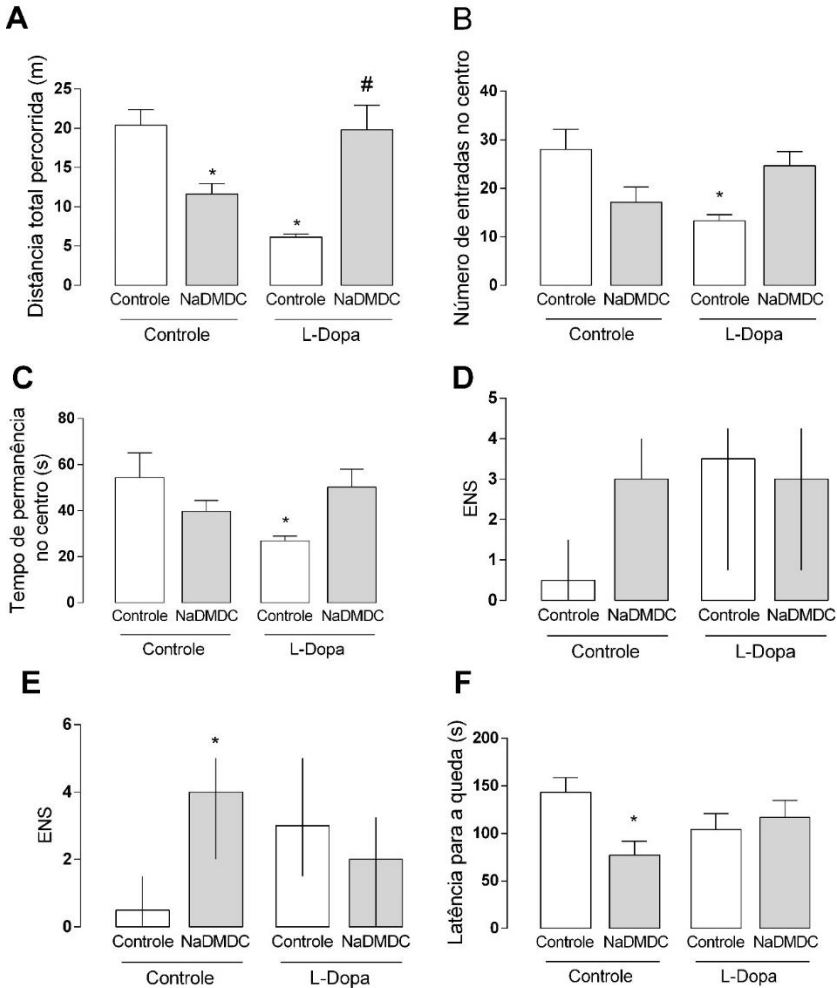 A
Distância total percorrida (m)
25
20
15
10
5
0
*
*
#
Controle NaDMDC Controle NaDMDC
Controle L-Dopa
B
Número de entradas no centro
40
30
20
10
0
*
Controle NaDMDC Controle NaDMDC
Controle L-Dopa
C
Tempo de permanência
no centro (s)
80
60
40
20
0
*
Controle NaDMDC Controle NaDMDC
Controle L-Dopa
D
ENS
5
4
3
2
1
0
Controle NaDMDC Controle NaDMDC
Controle L-Dopa
E
ENS
6
4
2
0
*
Controle NaDMDC Controle NaDMDC
Controle L-Dopa
F
Latência para a queda (s)
200
150
100
50
0
*
Controle NaDMDC Controle NaDMDC
Controle L-Dopa